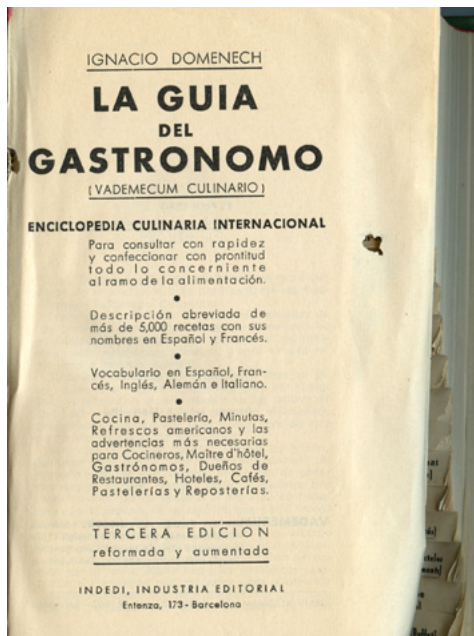 IGNACIO DOMENECH
LA GUIA
DEL
GASTRONOMO
(VADEMECUM CULINARIO)
ENCICLOPEDIA CULINARIA INTERNACIONAL
Para consultar con rapidez
y confeccionar con prontitud
todo lo concerniente
al ramo de la alimentación.
Descripción abreviada de
más de 5,000 recetas con sus
nombres en Español y Francés.
Vocabulario en Español, Fran-
cés, Inglés, Alemán e Italiano.
Cocina, Pastelería, Minutas,
Refrescos americanos y las
advertencias más necesarias
para Cocineros, Maître d'hôtel,
Gastrónomos, Dueños de
Restaurantes, Hoteles, Cafés,
Pastelerías y Reposterías.
TERCERA EDICION
reformada y aumentada
INDEDI, INDUSTRIA EDITORIAL
Entenza, 173 - Barcelona